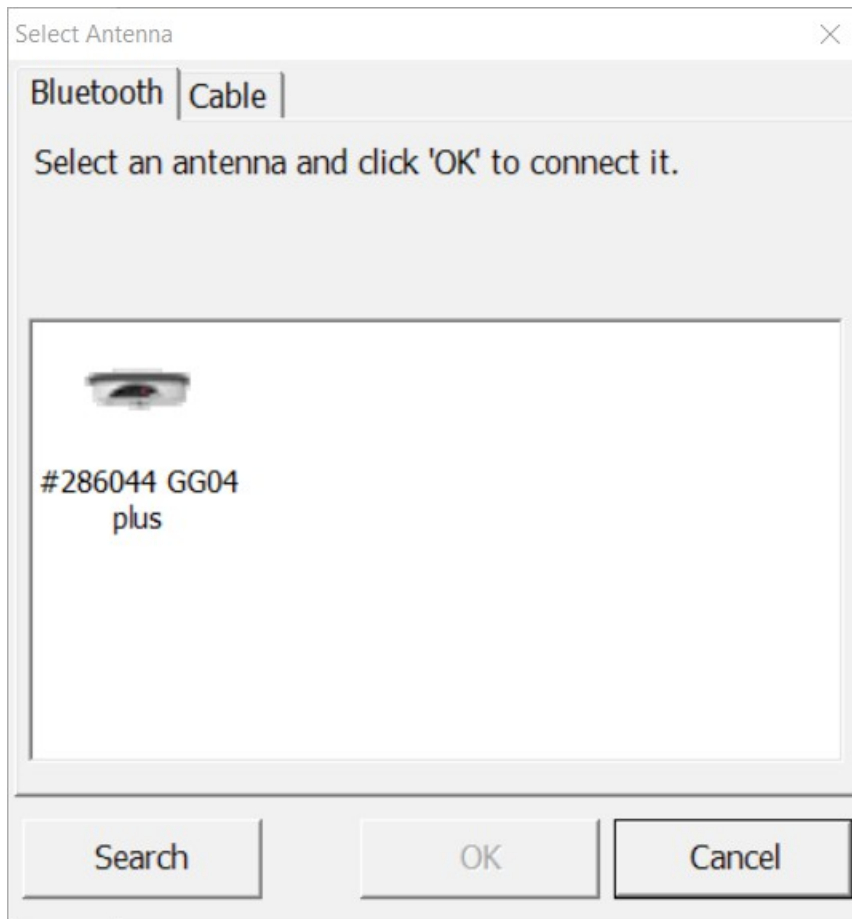 Select Antenna
Bluetooth
Cable
Select an antenna and click 'OK' to connect it.
#286044 GG04
plus
Search
OK
Cancel